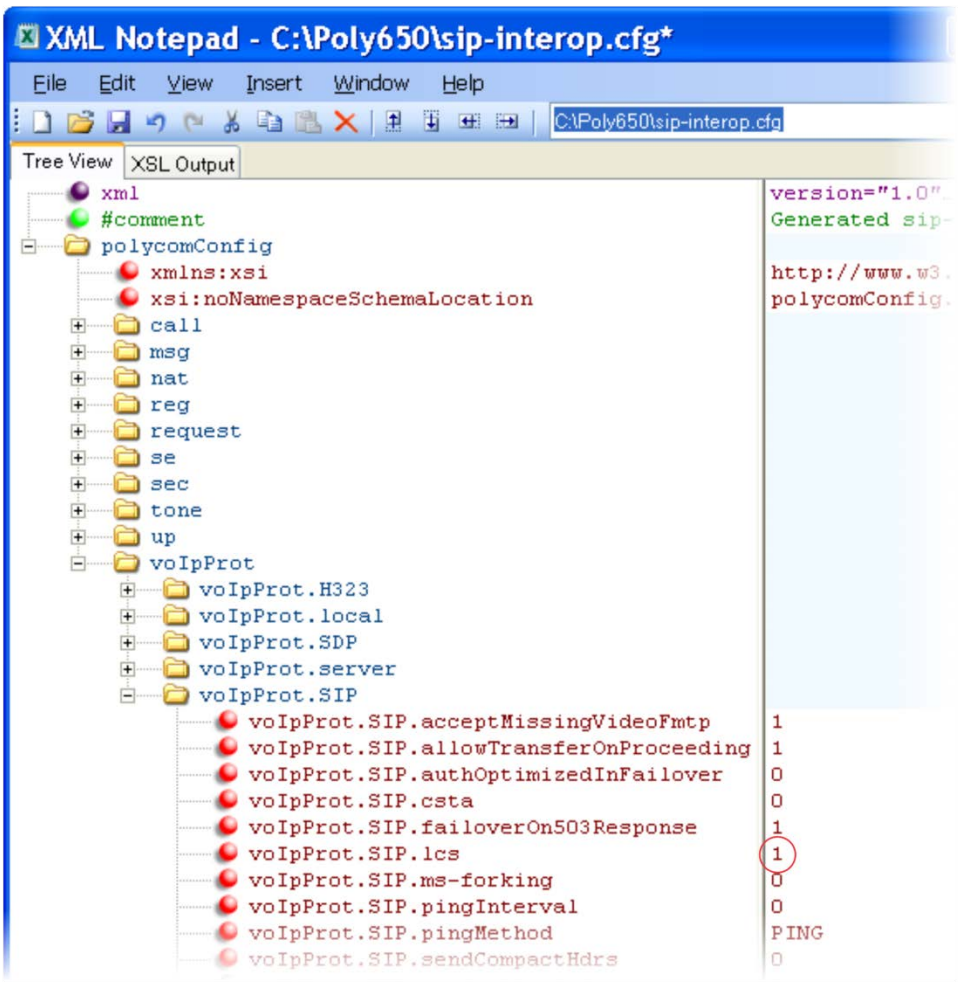 XML Notepad - C:\Poly650\sip-interop.cfg*
File Edit View Insert Window Help
C:\Poly650\sip-interop.cfg
Tree View XSL Output
xml version="1.0"
#comment Generated sip-
polycomConfig
xmlns:xsi http://www.w3.
xsi:noNamespaceSchemaLocation polycomConfig.
call
msg
nat
reg
request
se
sec
tone
up
voIpProt
voIpProt.H323
voIpProt.local
voIpProt.SDP
voIpProt.server
voIpProt.SIP
voIpProt.SIP.acceptMissingVideoFmtp 1
voIpProt.SIP.allowTransferOnProceeding 1
voIpProt.SIP.authOptimizedInFailover 0
voIpProt.SIP.csta 0
voIpProt.SIP.failoverOn503Response 1
voIpProt.SIP.lcs 1
voIpProt.SIP.ms-forking 0
voIpProt.SIP.pingInterval 0
voIpProt.SIP.pingMethod PING
voIpProt.SIP.sendCompactHdrs 0